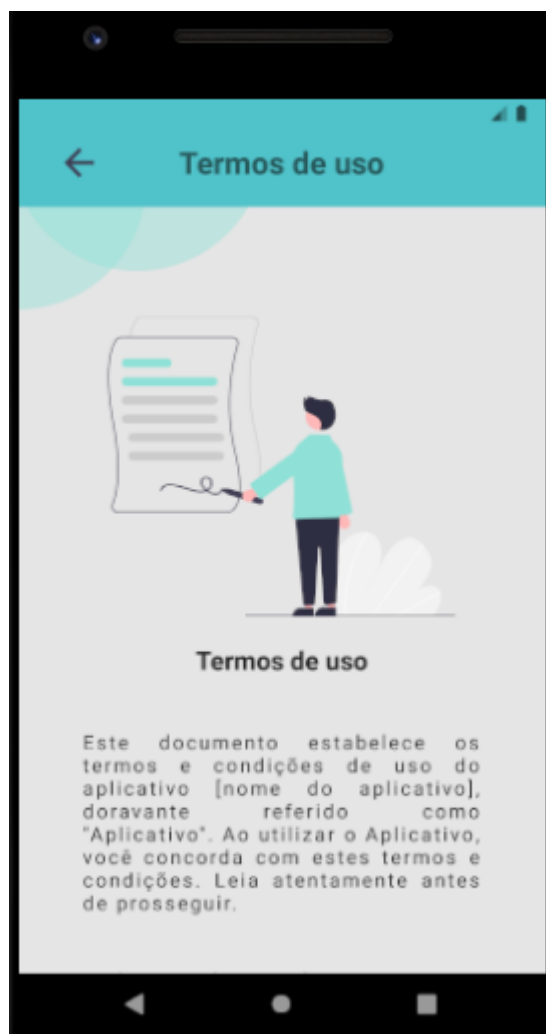 Termos de uso
Termos de uso
Este documento estabelece os
termos e condições de uso do
aplicativo [nome do aplicativo],
doravante referido como
"Aplicativo". Ao utilizar o Aplicativo,
você concorda com estes termos e
condições. Leia atentamente antes
de prosseguir.